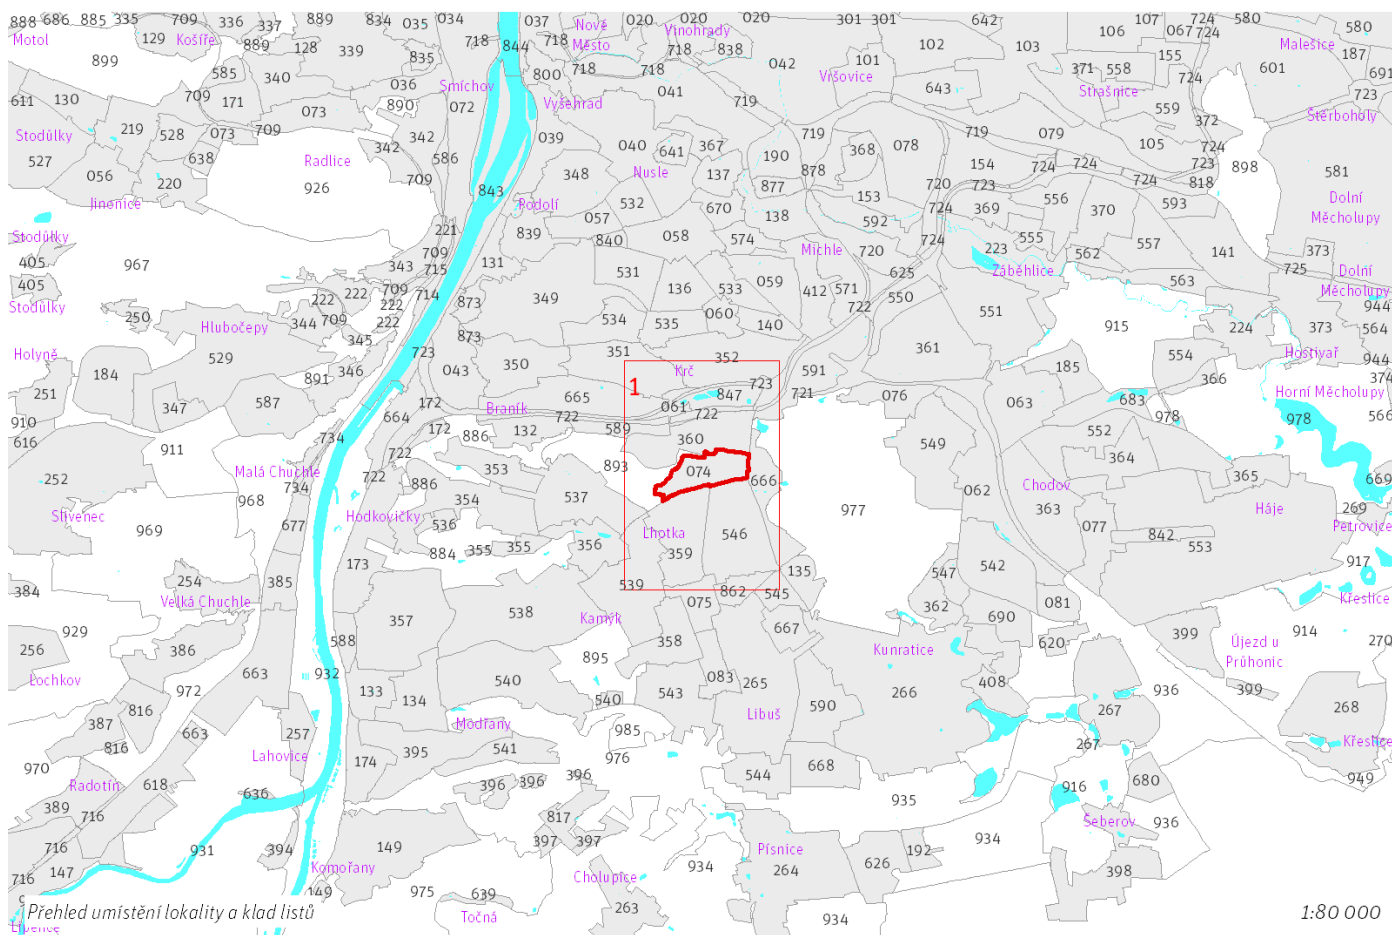 888 686 885 335 709 336 337 889 834 035 034 037 020 020 020 301 301 642 107 724 580
Motol 129 Košíře 889 128 339 718 844 718 Nové Vinohrady 102 106 067 724 580
Město 718 838 103 155 Malešice 187
899 585 340 835 718 718 042 101 371 558 601 691
611 130 709 171 036 Smíchov 800 041 Vršovice 643 Strašnice 724 723
073 890 072 Vyšehrad 719 559 372 Štěrboholy
Stodůlky 219 528 073 709 342 039 719 719 079 105 724
527 638 342 586 040 641 367 190 368 078 154 724 724 723 898
056 220 Radlice 709 348 Nusle 137 878 724 818 581
Jinonice 926 843 532 877 153 720 723 556 593
Podolí 057 670 138 592 724 369 370 Dolní
Stodůlky 221 839 840 058 574 Michle 720 724 223 555 557 141 Měcholupy
405 967 709 131 562 373
405 343 715 531 136 533 059 412 571 625 Záběhlice 563 725 Dolní
Stodůlky 222 222 709 714 873 349 060 722 550 551 915 Měcholupy
250 344 709 222 222 534 535 140 224 373 944
Hlubočepy 345 873 361 564
Holyně 529 723 351 352 554 Hostivař 944
184 891 346 043 350 Krč 591 185 366 374
251 347 587 665 1 723 721 076 063 683 Horní Měcholupy
910 664 172 Braník 722 061 847 722 978 978 566
616 911 734 172 886 132 589 360 549 552
252 Malá Chuchle 722 353 893 074 666 364 365 669
968 734 722 886 977 062 Chodov
Slivenec 677 Hodkovičky 354 537 546 363 Háje 269
969 536 Lhotka 077 842 Petrovice
884 355 355 356 359 553 917
384 254 385 173 539 862 135 547 542
Velká Chuchle 075 545 362 081 Křeslice
929 357 538 Kamýk 667 690 914
256 386 588 358 Kunratice 620 399 Újezd u 270
Lochkov 663 895 Průhonic
972 932 133 134 540 540 543 083 265 590 266 408 936 399 268
387 816 257 Modřany Libuš 267
816 663 985 267 Křeslice
970 Lahovice 174 395 541 976 949
Radotín 618 396 396 396 544 668 916 680
389 716 636 817 935 Šeberov 936
716 931 394 149 397 397 934 Písnice 626 192 934
716 147 Komořany 264 398
149 975 639 Cholupice
Přehled umístění lokality a klad listů Točná 263 934 1:80 000